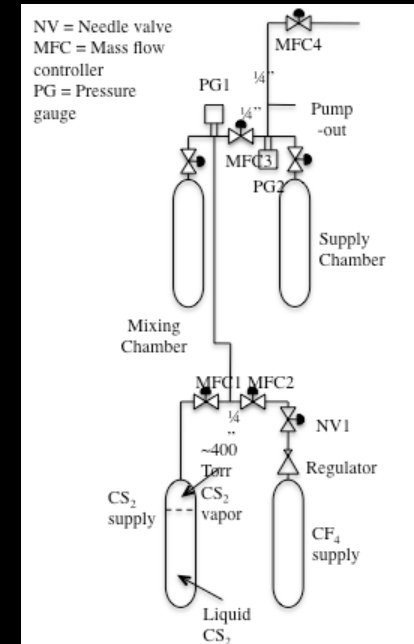 NV = Needle valve
MFC = Mass flow
controller
PG = Pressure
gauge
MFC4
PG1
¼"
¼"
Pump
-out
MFC3
PG2
Supply
Chamber
Mixing
Chamber
MFC1 MFC2
¼
"
NV1
~400
Torr
Regulator
CS₂
supply
CS₂
vapor
CF₄
supply
Liquid
CS₂